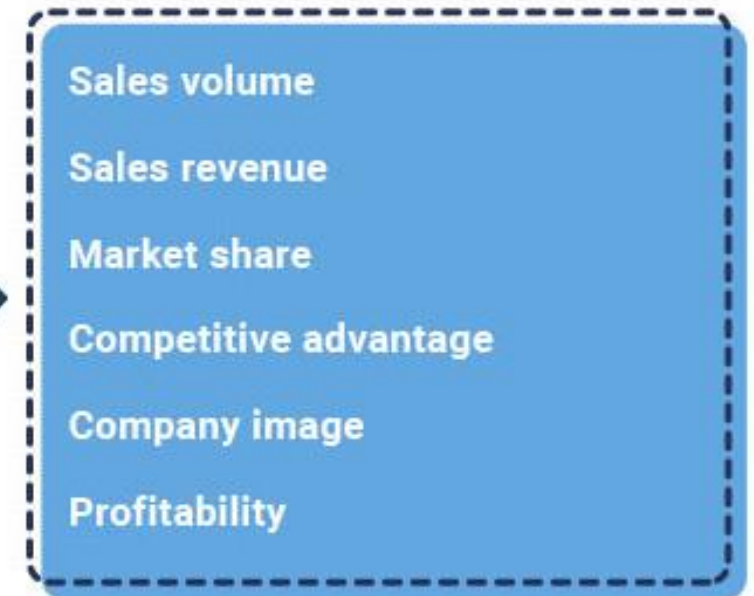 Sales volume
Sales revenue
Market share
Competitive advantage
Company image
Profitability